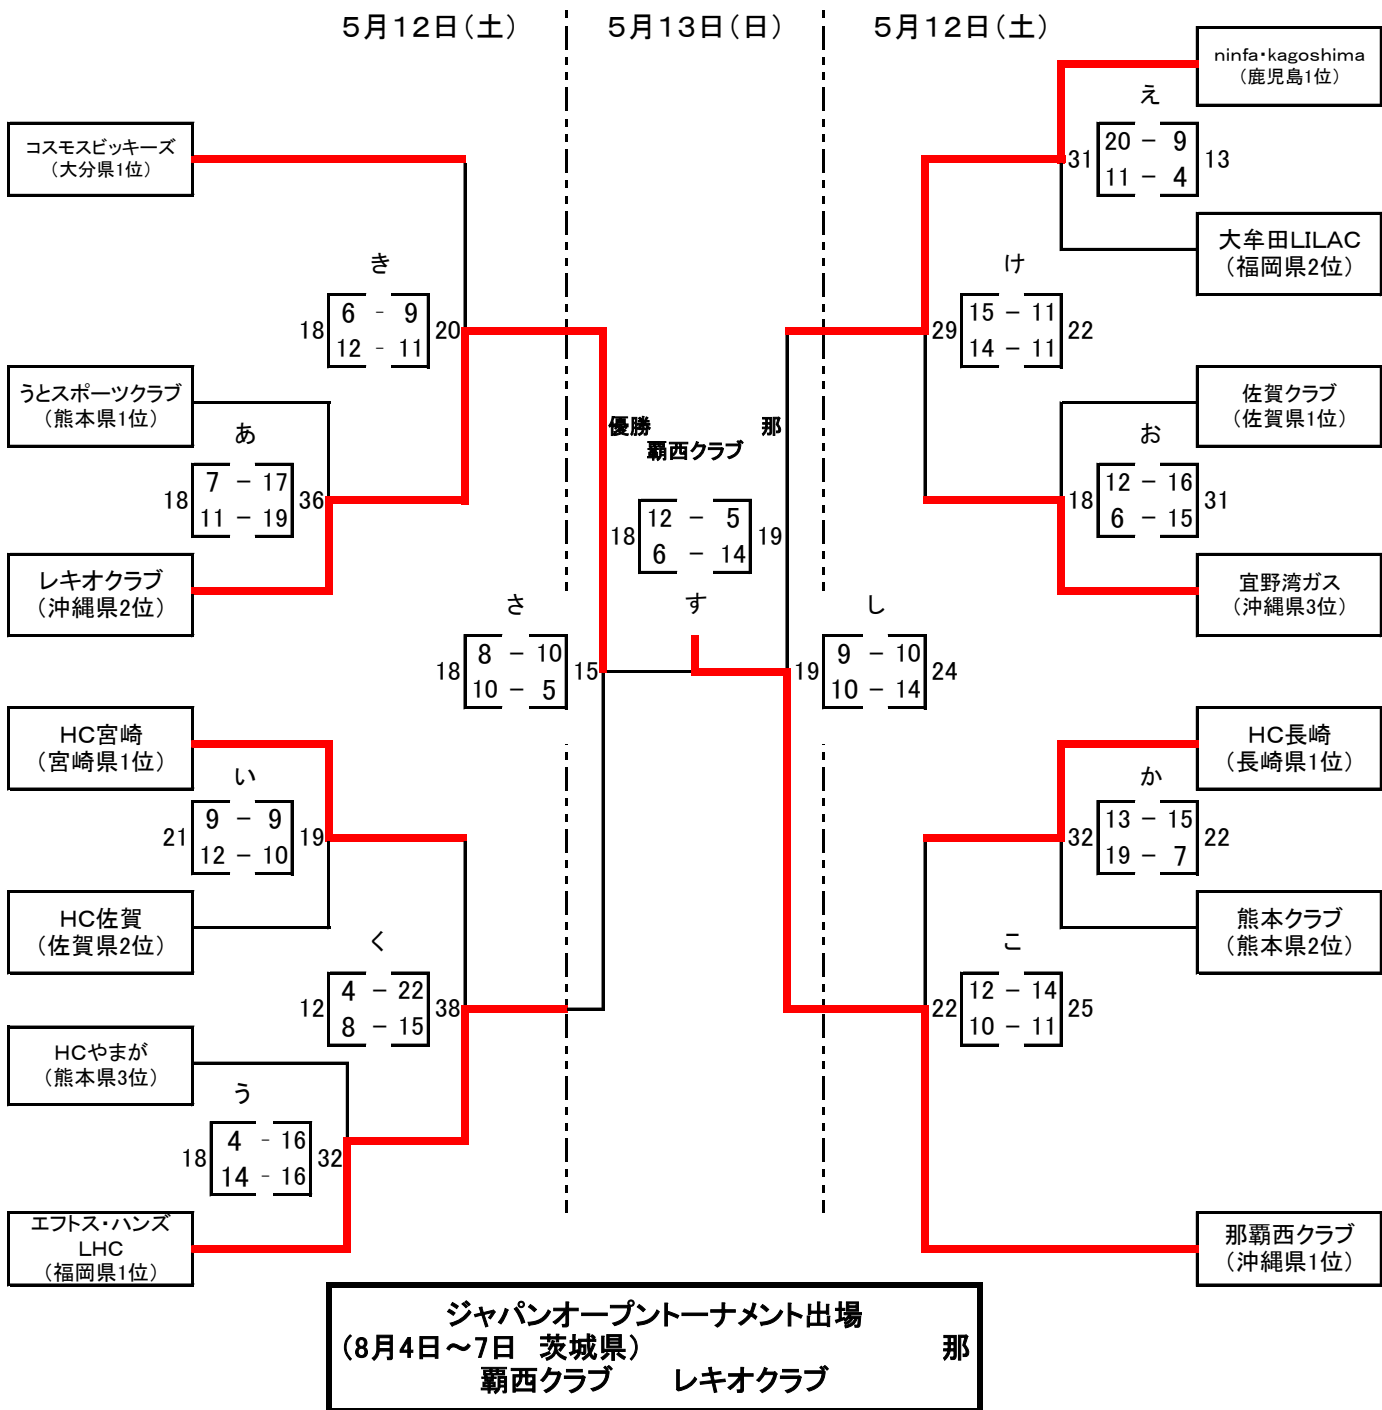 5月12日(土)
5月13日(日)
5月12日(土)
ninfa・kagoshima
(鹿児島1位)
え
31
20 － 9
11 － 4
13
コスモスビッキーズ
(大分県1位)
大牟田LILAC
(福岡県2位)
き
18
6 － 9
12 － 11
20
け
29
15 － 11
14 － 11
22
うとスポーツクラブ
(熊本県1位)
佐賀クラブ
(佐賀県1位)
あ
18
7 － 17
11 － 19
36
優勝 那
覇西クラブ
お
18
12 － 16
6 － 15
31
18
12 － 5
6 － 14
19
す
レキオクラブ
(沖縄県2位)
宜野湾ガス
(沖縄県3位)
さ
18
8 － 10
10 － 5
15
し
19
9 － 10
10 － 14
24
HC宮崎
(宮崎県1位)
HC長崎
(長崎県1位)
い
21
9 － 9
12 － 10
19
か
32
13 － 15
19 － 7
22
HC佐賀
(佐賀県2位)
熊本クラブ
(熊本県2位)
く
12
4 － 22
8 － 15
38
こ
22
12 － 14
10 － 11
25
HCやまが
(熊本県3位)
う
18
4 － 16
14 － 16
32
エフトス・ハンズ
LHC
(福岡県1位)
那覇西クラブ
(沖縄県1位)
ジャパンオープントーナメント出場
(8月4日～7日 茨城県) 那
覇西クラブ レキオクラブ